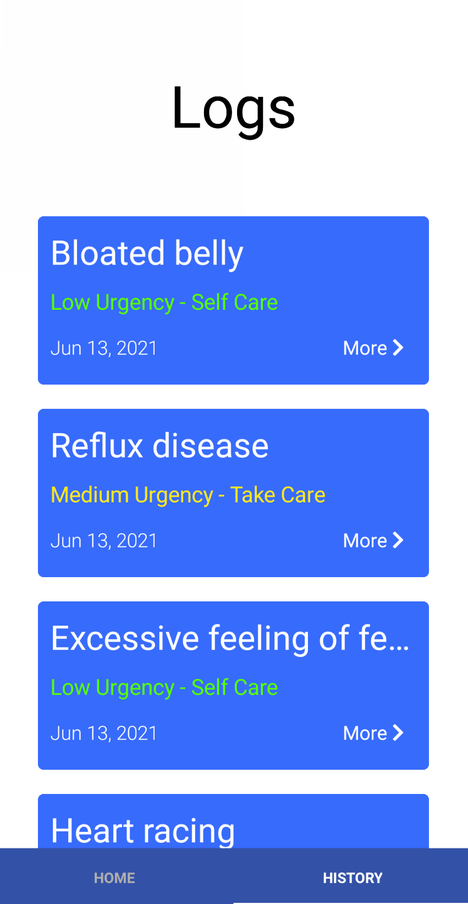 Logs
Bloated belly
Low Urgency - Self Care
Jun 13, 2021 More
Reflux disease
Medium Urgency - Take Care
Jun 13, 2021 More
Excessive feeling of fe...
Low Urgency - Self Care
Jun 13, 2021 More
Heart racing
HOME HISTORY